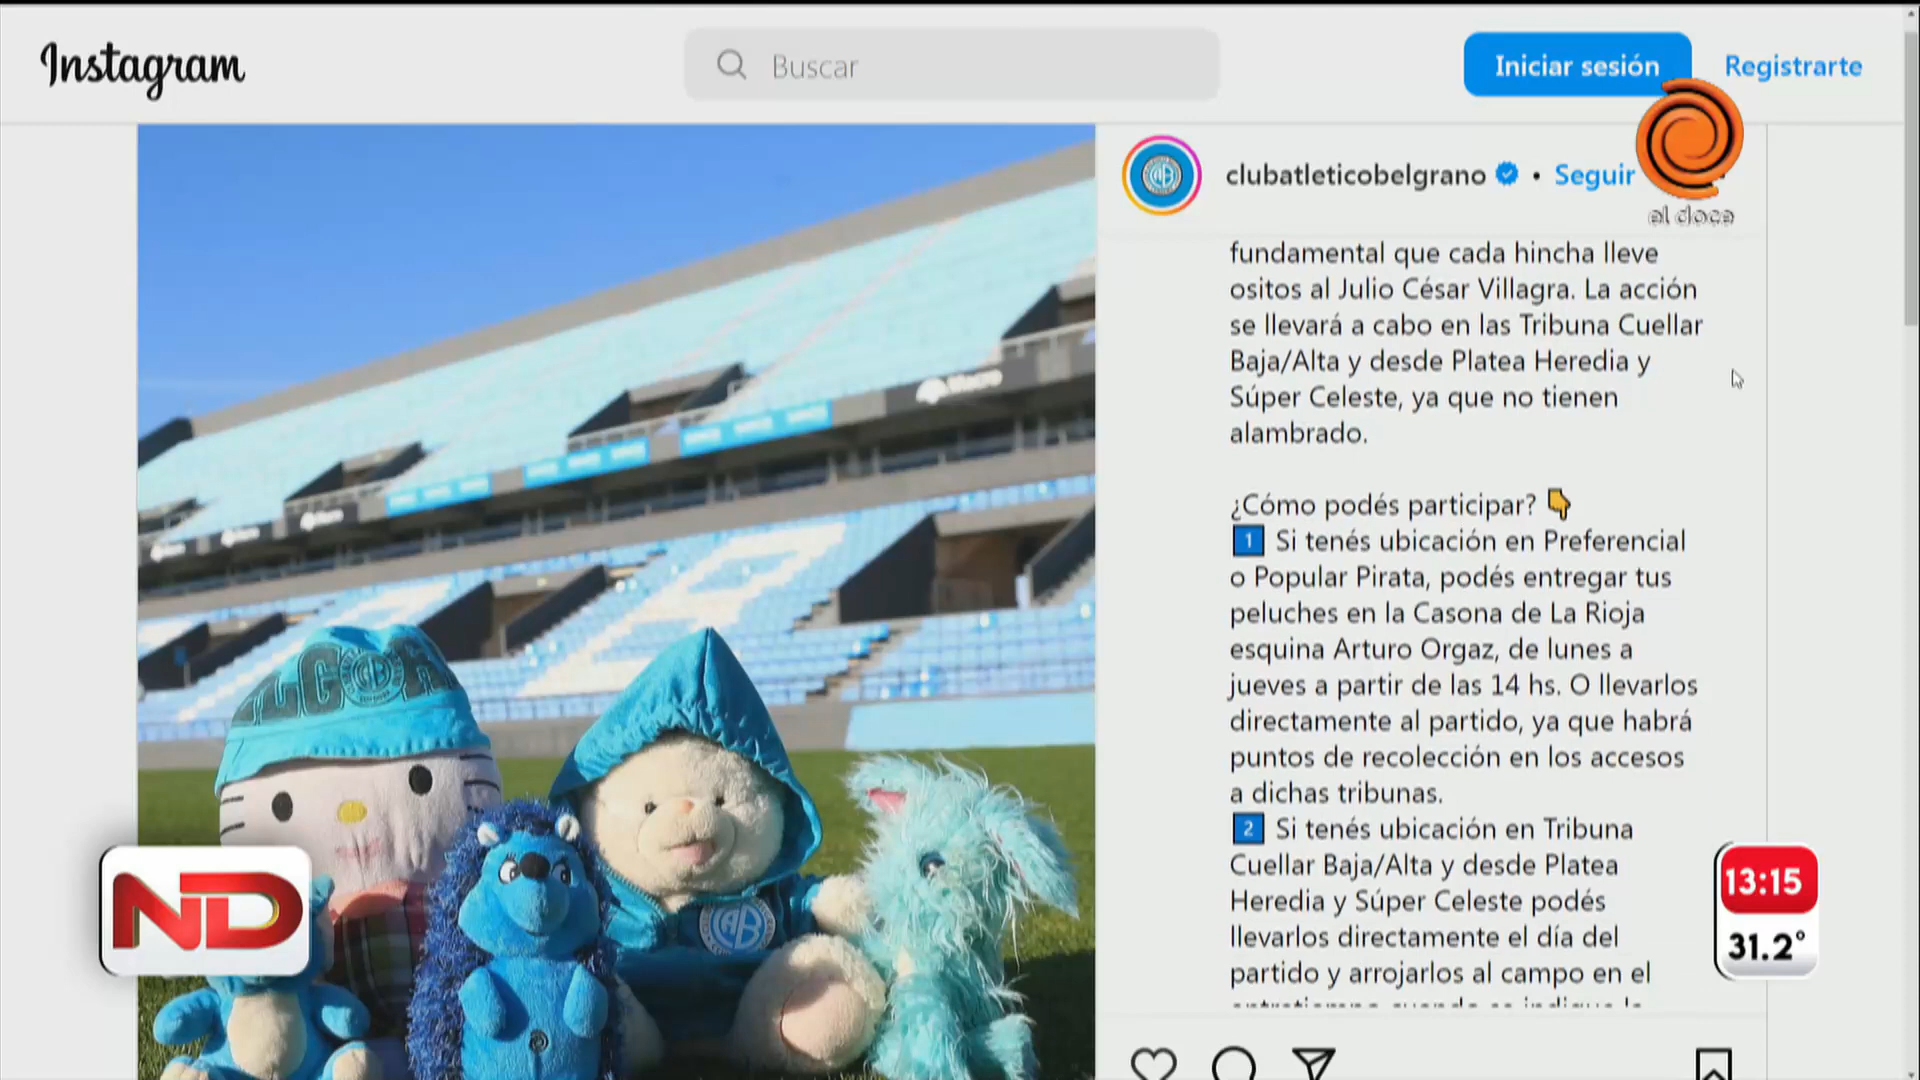 Instagram
Buscar
Iniciar sesión
Registrarte
clubatleticobelgrano • Seguir
el doce
fundamental que cada hincha lleve
ositos al Julio César Villagra. La acción
se llevará a cabo en las Tribuna Cuellar
Baja/Alta y desde Platea Heredia y
Súper Celeste, ya que no tienen
alambrado.
¿Cómo podés participar? 👇
1 Si tenés ubicación en Preferencial
o Popular Pirata, podés entregar tus
peluches en la Casona de La Rioja
esquina Arturo Orgaz, de lunes a
jueves a partir de las 14 hs. O llevarlos
directamente al partido, ya que habrá
puntos de recolección en los accesos
a dichas tribunas.
2 Si tenés ubicación en Tribuna
Cuellar Baja/Alta y desde Platea
Heredia y Súper Celeste podés
llevarlos directamente el día del
partido y arrojarlos al campo en el
Macro
ND
13:15
31.2°